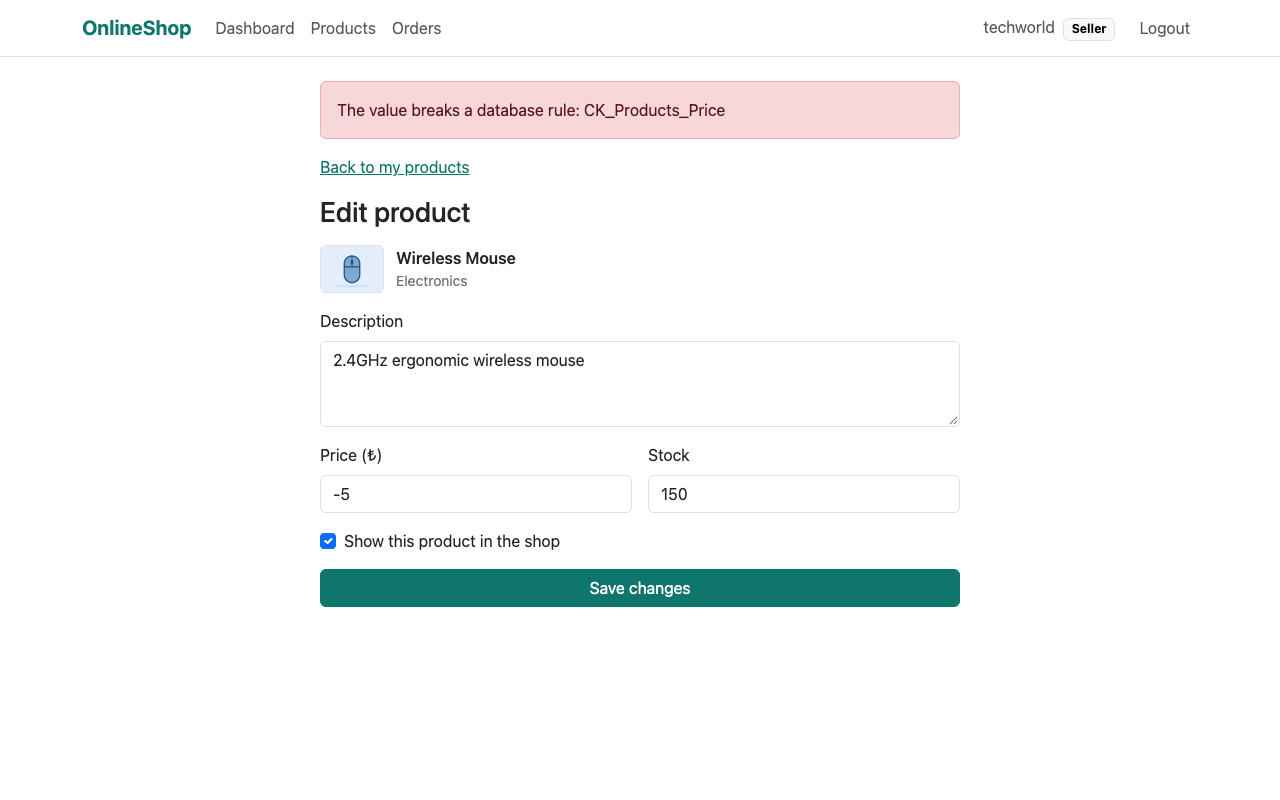 OnlineShop Dashboard Products Orders techworld Seller Logout
The value breaks a database rule: CK_Products_Price
Back to my products
Edit product
Wireless Mouse
Electronics
Description
2.4GHz ergonomic wireless mouse
Price (₺) Stock
-5 150
Show this product in the shop
Save changes